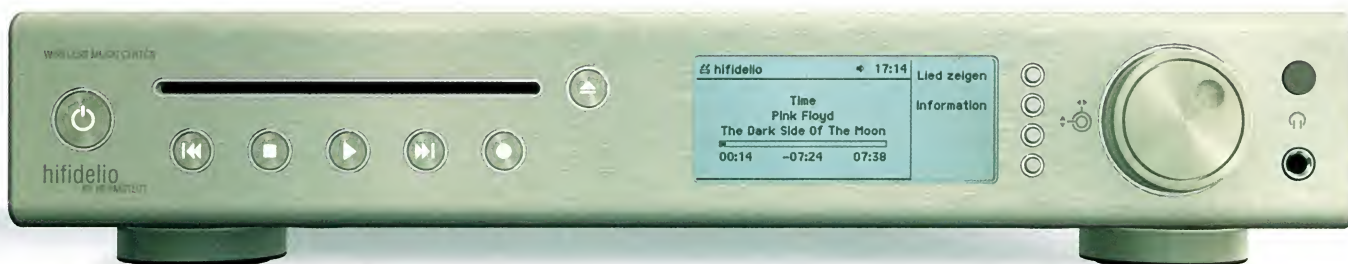 WIRELESS MUSIC CENTER
hifidelio
hifidelio 17:14
Time
Pink Floyd
The Dark Side Of The Moon
00:14 -07:24 07:38
Lied zeigen
Information